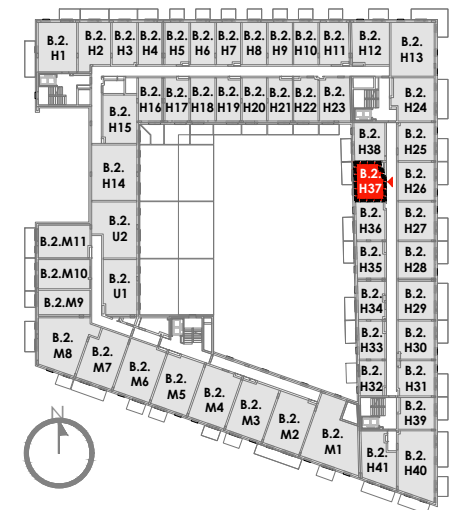 B.2.
H1
B.2.
H2
B.2.
H3
B.2.
H4
B.2.
H5
B.2.
H6
B.2.
H7
B.2.
H8
B.2.
H9
B.2.
H10
B.2.
H11
B.2.
H12
B.2.
H13
B.2.
H15
B.2.
H16
B.2.
H17
B.2.
H18
B.2.
H19
B.2.
H20
B.2.
H21
B.2.
H22
B.2.
H23
B.2.
H24
B.2.
H38
B.2.
H25
B.2.
H14
B.2.
H37
B.2.
H26
B.2.
U2
B.2.
H36
B.2.
H27
B.2.M11
B.2.
H35
B.2.
H28
B.2.M10
B.2.
U1
B.2.
H34
B.2.
H29
B.2.M9
B.2.
M8
B.2.
M7
B.2.
M6
B.2.
M5
B.2.
M4
B.2.
M3
B.2.
M2
B.2.
M1
B.2.
H33
B.2.
H30
B.2.
H32
B.2.
H31
B.2.
H39
B.2.
H41
B.2.
H40
N